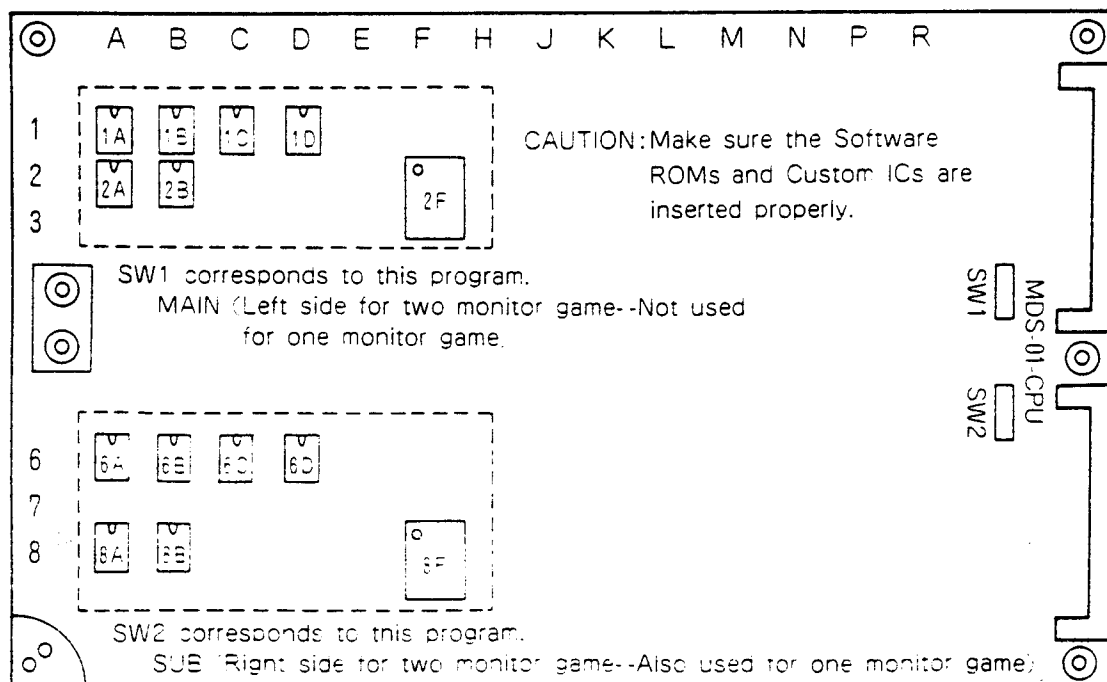 A B C D E F H J K L M N P R
1
1A 1B 1C 1D
2
2A 2B
2F
3
CAUTION:Make sure the Software
ROMs and Custom ICs are
inserted properly.
SW1 corresponds to this program.
MAIN (Left side for two monitor game--Not used
for one monitor game.
SW1
MDS-01-CPU
SW2
6
6A 6B 6C 6D
7
8
8A 8B
8F
SW2 corresponds to this program.
SUB (Right side for two monitor game--Also used for one monitor game)